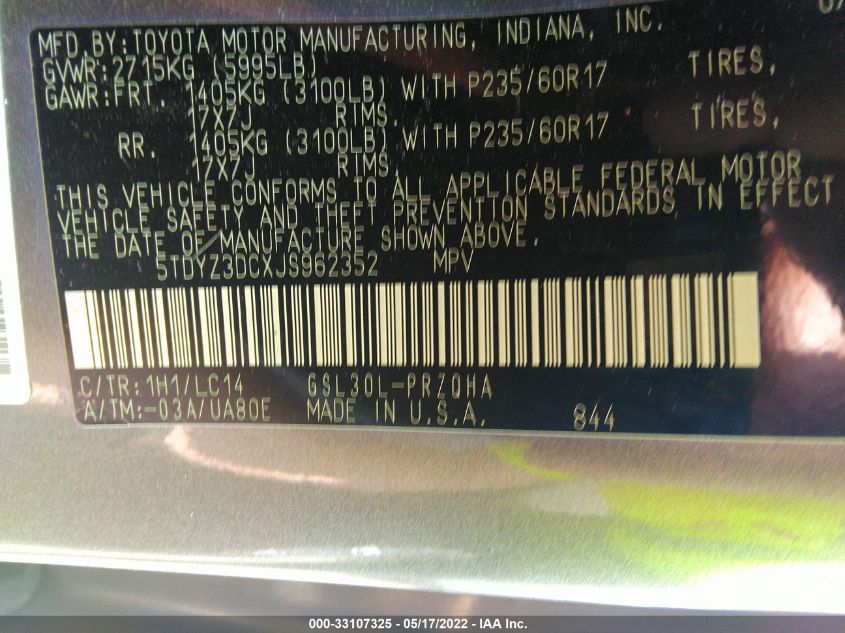 07
MFD. BY: TOYOTA MOTOR MANUFACTURING, INDIANA, INC.
GVWR: 2715KG (5995LB)
GAWR: FRT. 1405KG (3100LB) WITH P235/60R17 TIRES,
17X7J RIMS.
RR. 1405KG (3100LB) WITH P235/60R17 TIRES,
17X7J RIMS.
THIS VEHICLE CONFORMS TO ALL APPLICABLE FEDERAL MOTOR
VEHICLE SAFETY AND THEFT PREVENTION STANDARDS IN EFFECT
THE DATE OF MANUFACTURE SHOWN ABOVE.
5TDYZ3DCXJS962352 MPV
C/TR: 1H1/LC14 GSL30L-PRZQHA
A/TM: -03A/UA80E MADE IN U.S.A. 844
000-33107325 - 05/17/2022 - IAA Inc.